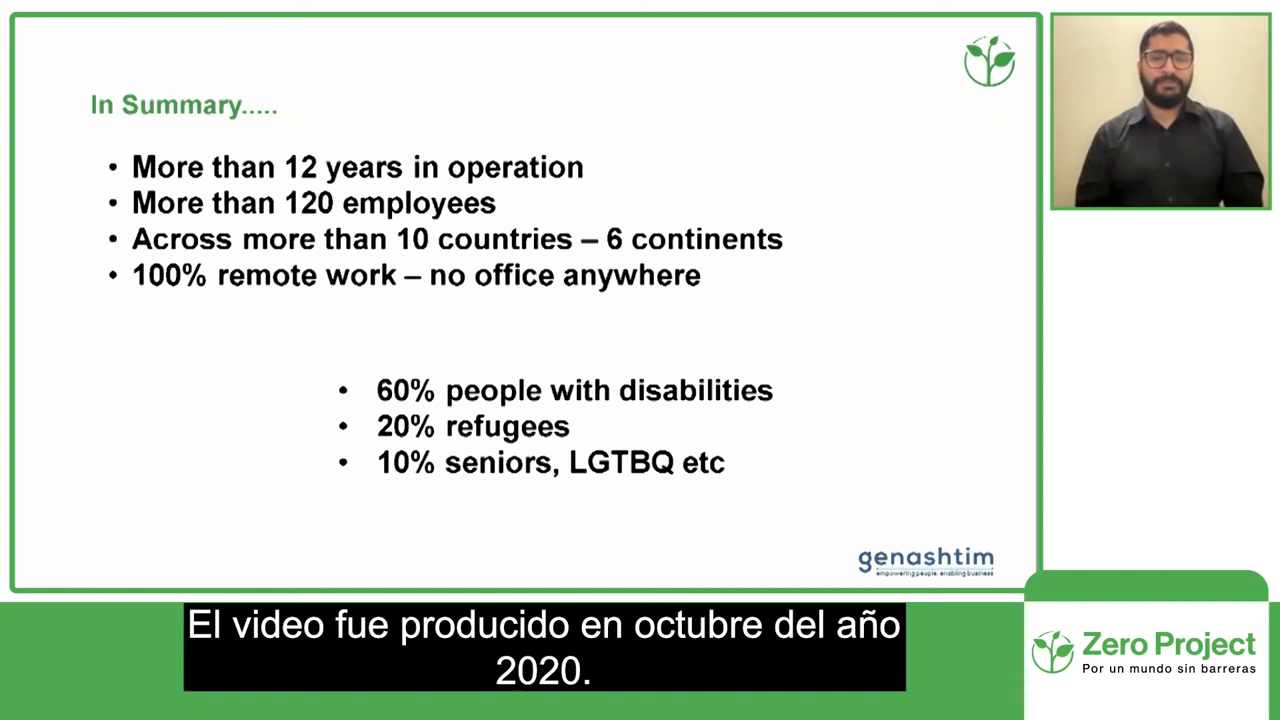 In Summary.....
• More than 12 years in operation
• More than 120 employees
• Across more than 10 countries – 6 continents
• 100% remote work – no office anywhere
• 60% people with disabilities
• 20% refugees
• 10% seniors, LGTBQ etc
genashtim
empowering people, enabling business
El video fue producido en octubre del año
2020.
Zero Project
Por un mundo sin barreras